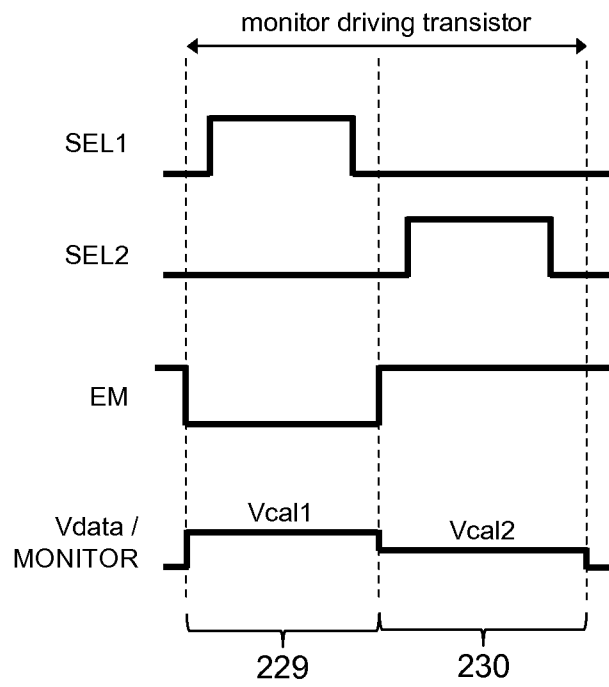 monitor driving transistor
SEL1
SEL2
EM
Vcal1
Vcal2
Vdata /
MONITOR
229
230